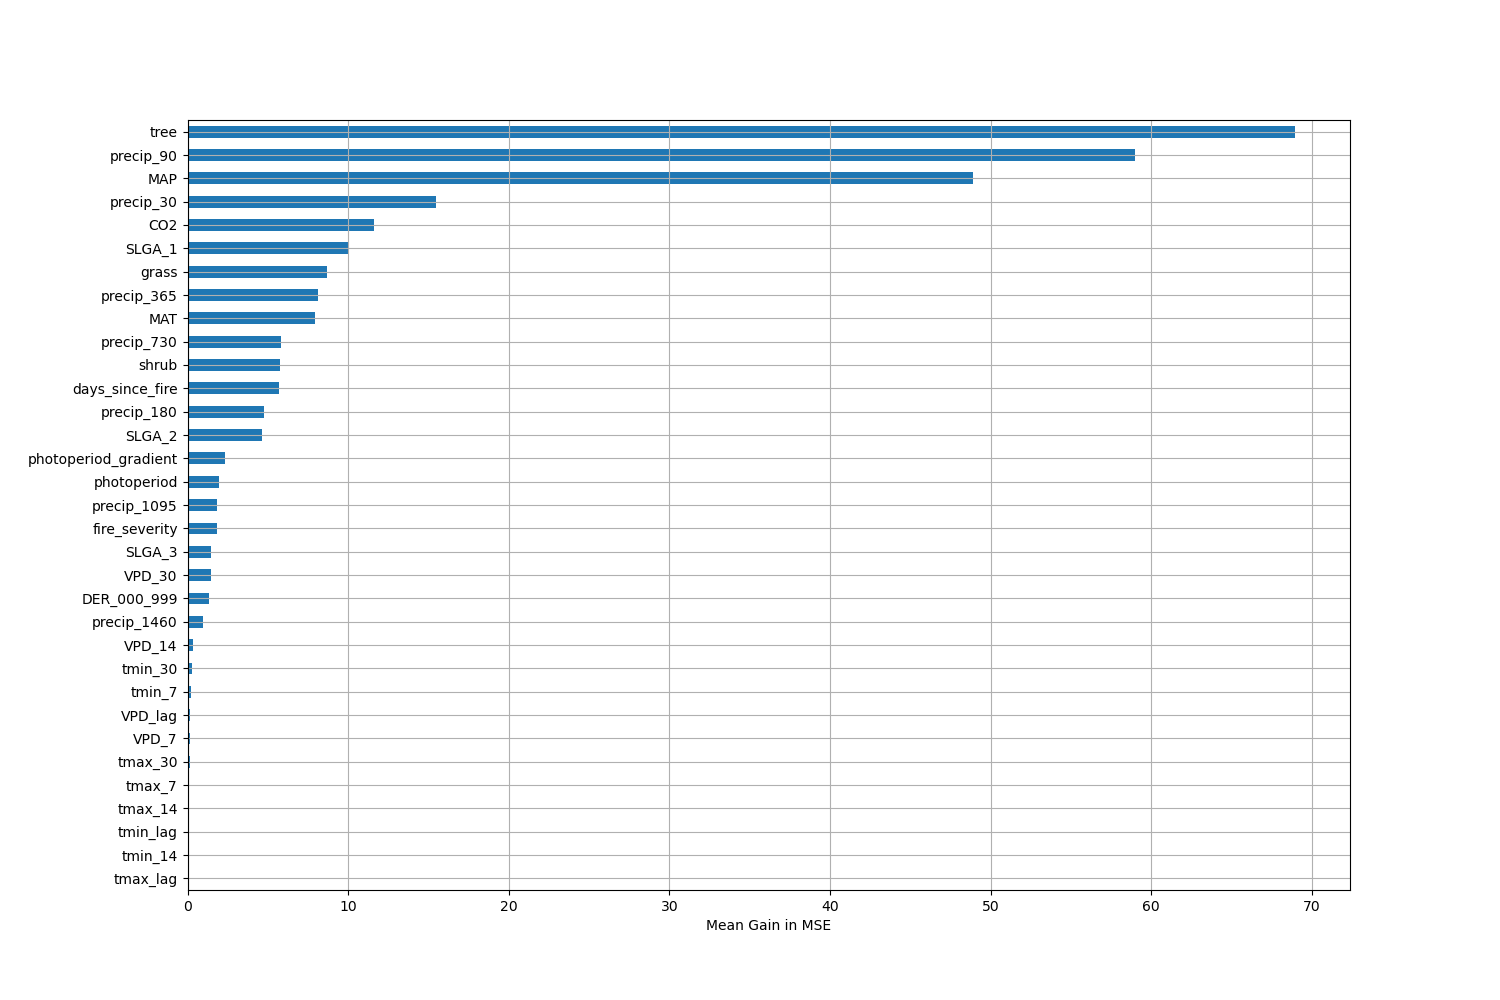 tree
precip_90
MAP
precip_30
CO2
SLGA_1
grass
precip_365
MAT
precip_730
shrub
days_since_fire
precip_180
SLGA_2
photoperiod_gradient
photoperiod
precip_1095
fire_severity
SLGA_3
VPD_30
DER_000_999
precip_1460
VPD_14
tmin_30
tmin_7
VPD_lag
VPD_7
tmax_30
tmax_7
tmax_14
tmin_lag
tmin_14
tmax_lag
0 10 20 30 40 50 60 70
Mean Gain in MSE